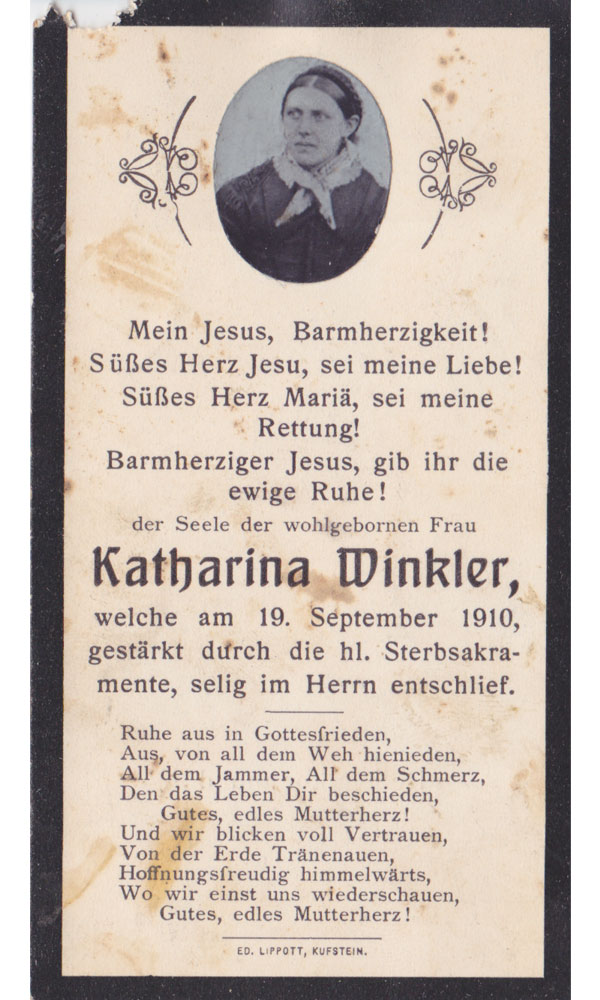 Mein Jesus, Barmherzigkeit!
Süßes Herz Jesu, sei meine Liebe!
Süßes Herz Mariä, sei meine
Rettung!
Barmherziger Jesus, gib ihr die
ewige Ruhe!
der Seele der wohlgebornen Frau
Katharina Winkler,
welche am 19. September 1910,
gestärkt durch die hl. Sterbsakra-
mente, selig im Herrn entschlief.
Ruhe aus in Gottesfrieden,
Aus, von all dem Weh hienieden,
All dem Jammer, All dem Schmerz,
Den das Leben Dir beschieden,
Gutes, edles Mutterherz!
Und wir blicken voll Vertrauen,
Von der Erde Tränenauen,
Hoffnungsfreudig himmelwärts,
Wo wir einst uns wiederschauen,
Gutes, edles Mutterherz!
ED. LIPPOTT, KUFSTEIN.